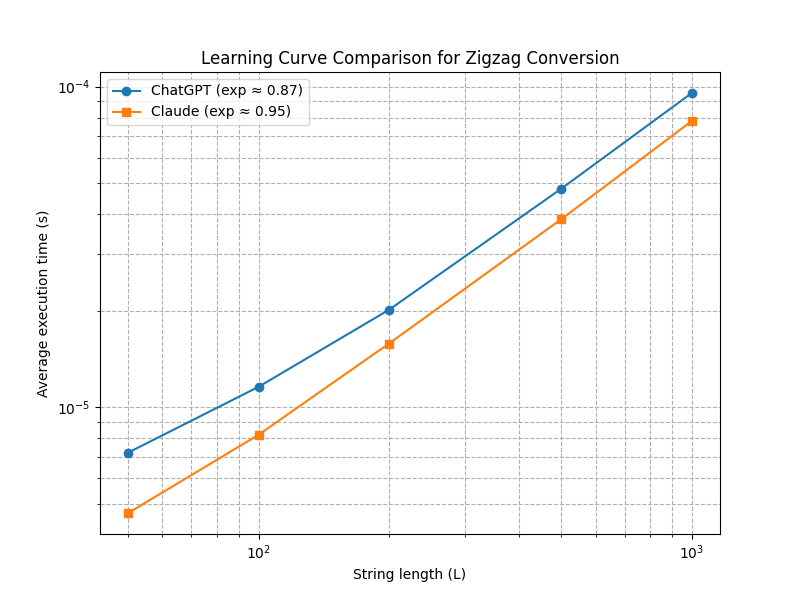 Learning Curve Comparison for Zigzag Conversion
ChatGPT (exp ≈ 0.87)
Claude (exp ≈ 0.95)
Average execution time (s)
10⁻⁴
10⁻⁵
10²
10³
String length (L)